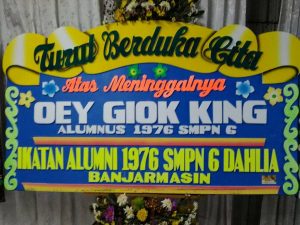 Turut Berduka Cita
Atas Meninggalnya
OEY GIOK KING
ALUMNUS 1976 SMPN 6
IKATAN ALUMNI 1976 SMPN 6 DAHLIA
BANJARMASIN